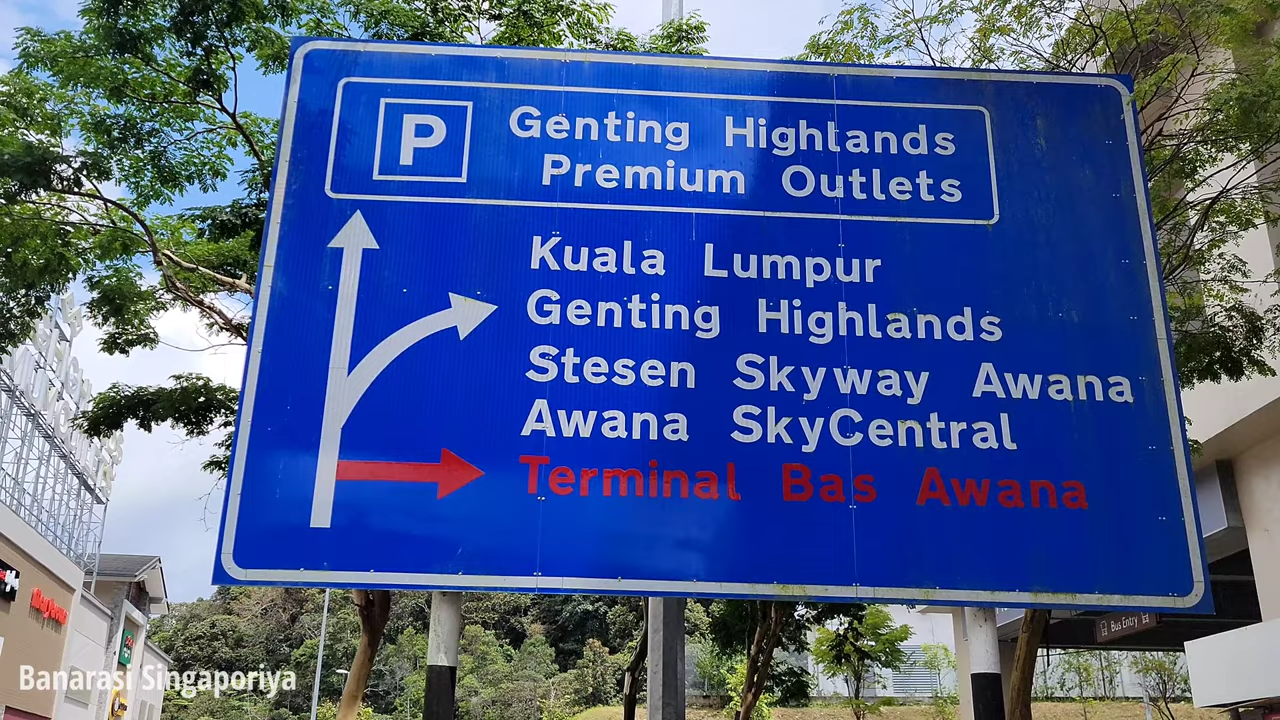 P
Genting Highlands
Premium Outlets
Kuala Lumpur
Genting Highlands
Stesen Skyway Awana
Awana SkyCentral
Terminal Bas Awana
Bus Entry
Banarasi Singaporiya